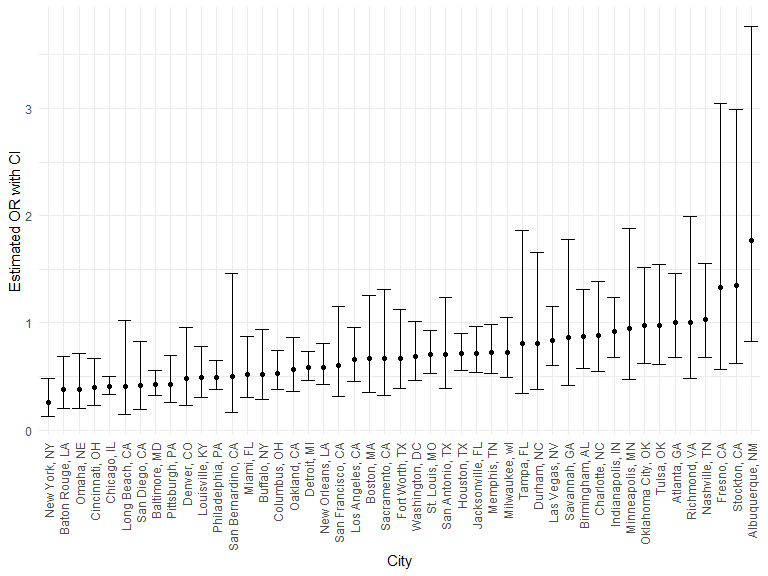 Estimated OR with CI
3
2
1
0
New York, NY
Baton Rouge, LA
Omaha, NE
Cincinnati, OH
Chicago, IL
Long Beach, CA
San Diego, CA
Baltimore, MD
Pittsburgh, PA
Denver, CO
Louisville, KY
Philadelphia, PA
San Bernardino, CA
Miami, FL
Buffalo, NY
Columbus, OH
Oakland, CA
Detroit, MI
New Orleans, LA
San Francisco, CA
Los Angeles, CA
Boston, MA
Sacramento, CA
Fort Worth, TX
Washington, DC
St. Louis, MO
San Antonio, TX
Houston, TX
Jacksonville, FL
Memphis, TN
Milwaukee, wI
Tampa, FL
Durham, NC
Las Vegas, NV
Savannah, GA
Birmingham, AL
Charlotte, NC
Indianapolis, IN
Minneapolis, MN
Oklahoma City, OK
Tulsa, OK
Atlanta, GA
Richmond, VA
Nashville, TN
Fresno, CA
Stockton, CA
Albuquerque, NM
City